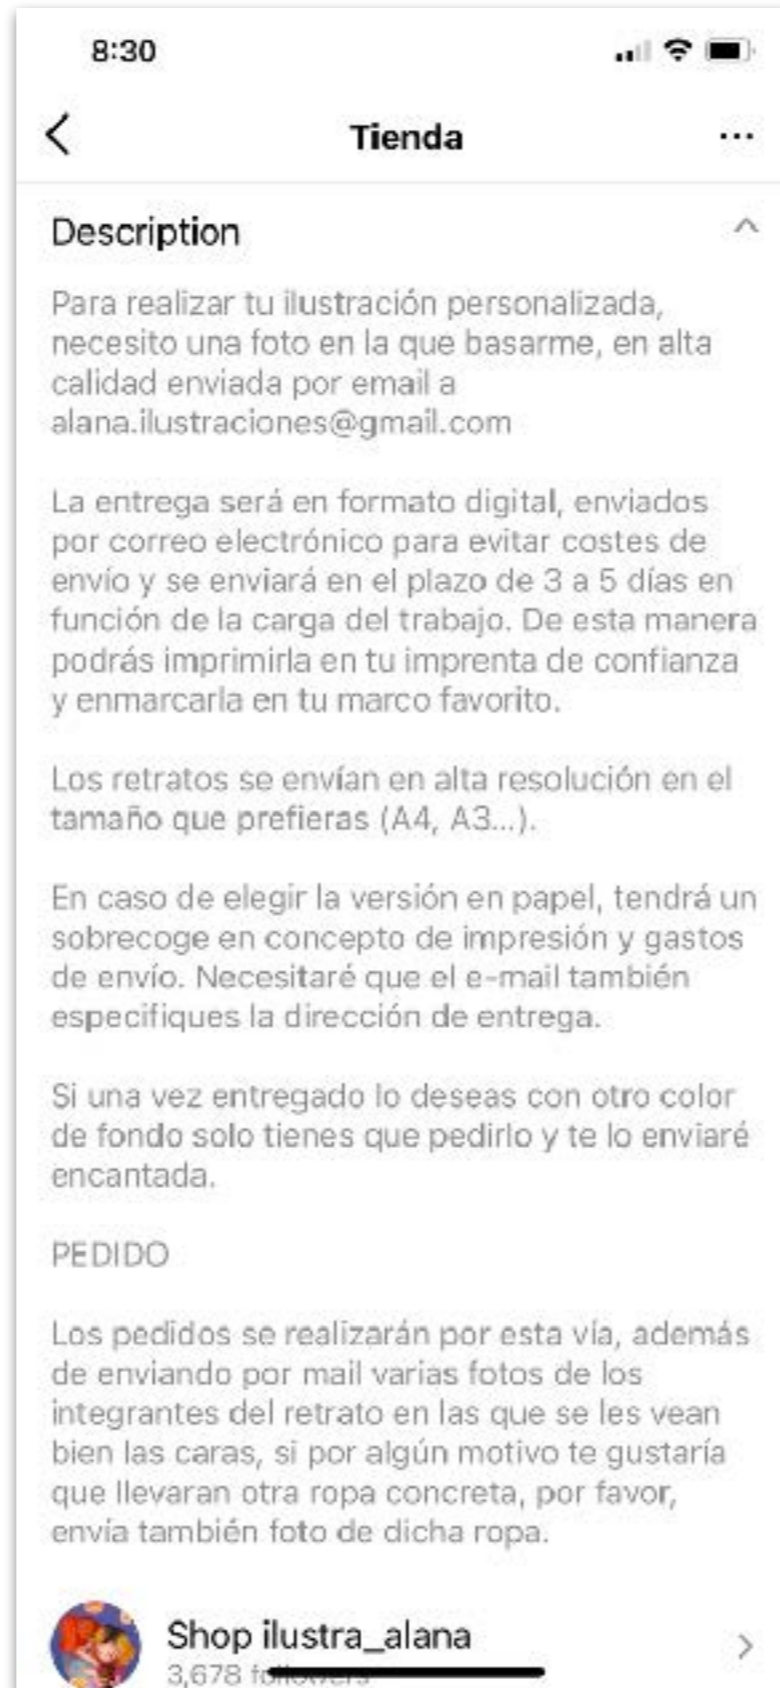 8:30
Tienda
Description
Para realizar tu ilustración personalizada,
necesito una foto en la que basarme, en alta
calidad enviada por email a
alana.ilustraciones@gmail.com
La entrega será en formato digital, enviados
por correo electrónico para evitar costes de
envío y se enviará en el plazo de 3 a 5 días en
función de la carga del trabajo. De esta manera
podrás imprimirla en tu imprenta de confianza
y enmarcarla en tu marco favorito.
Los retratos se envían en alta resolución en el
tamaño que prefieras (A4, A3...).
En caso de elegir la versión en papel, tendrá un
sobrecoge en concepto de impresión y gastos
de envío. Necesitaré que el e-mail también
especifiques la dirección de entrega.
Si una vez entregado lo deseas con otro color
de fondo solo tienes que pedirlo y te lo enviaré
encantada.
PEDIDO
Los pedidos se realizarán por esta vía, además
de enviando por mail varias fotos de los
integrantes del retrato en las que se les vean
bien las caras, si por algún motivo te gustaría
que llevaran otra ropa concreta, por favor,
envía también foto de dicha ropa.
Shop ilustra_alana
3,678 followers